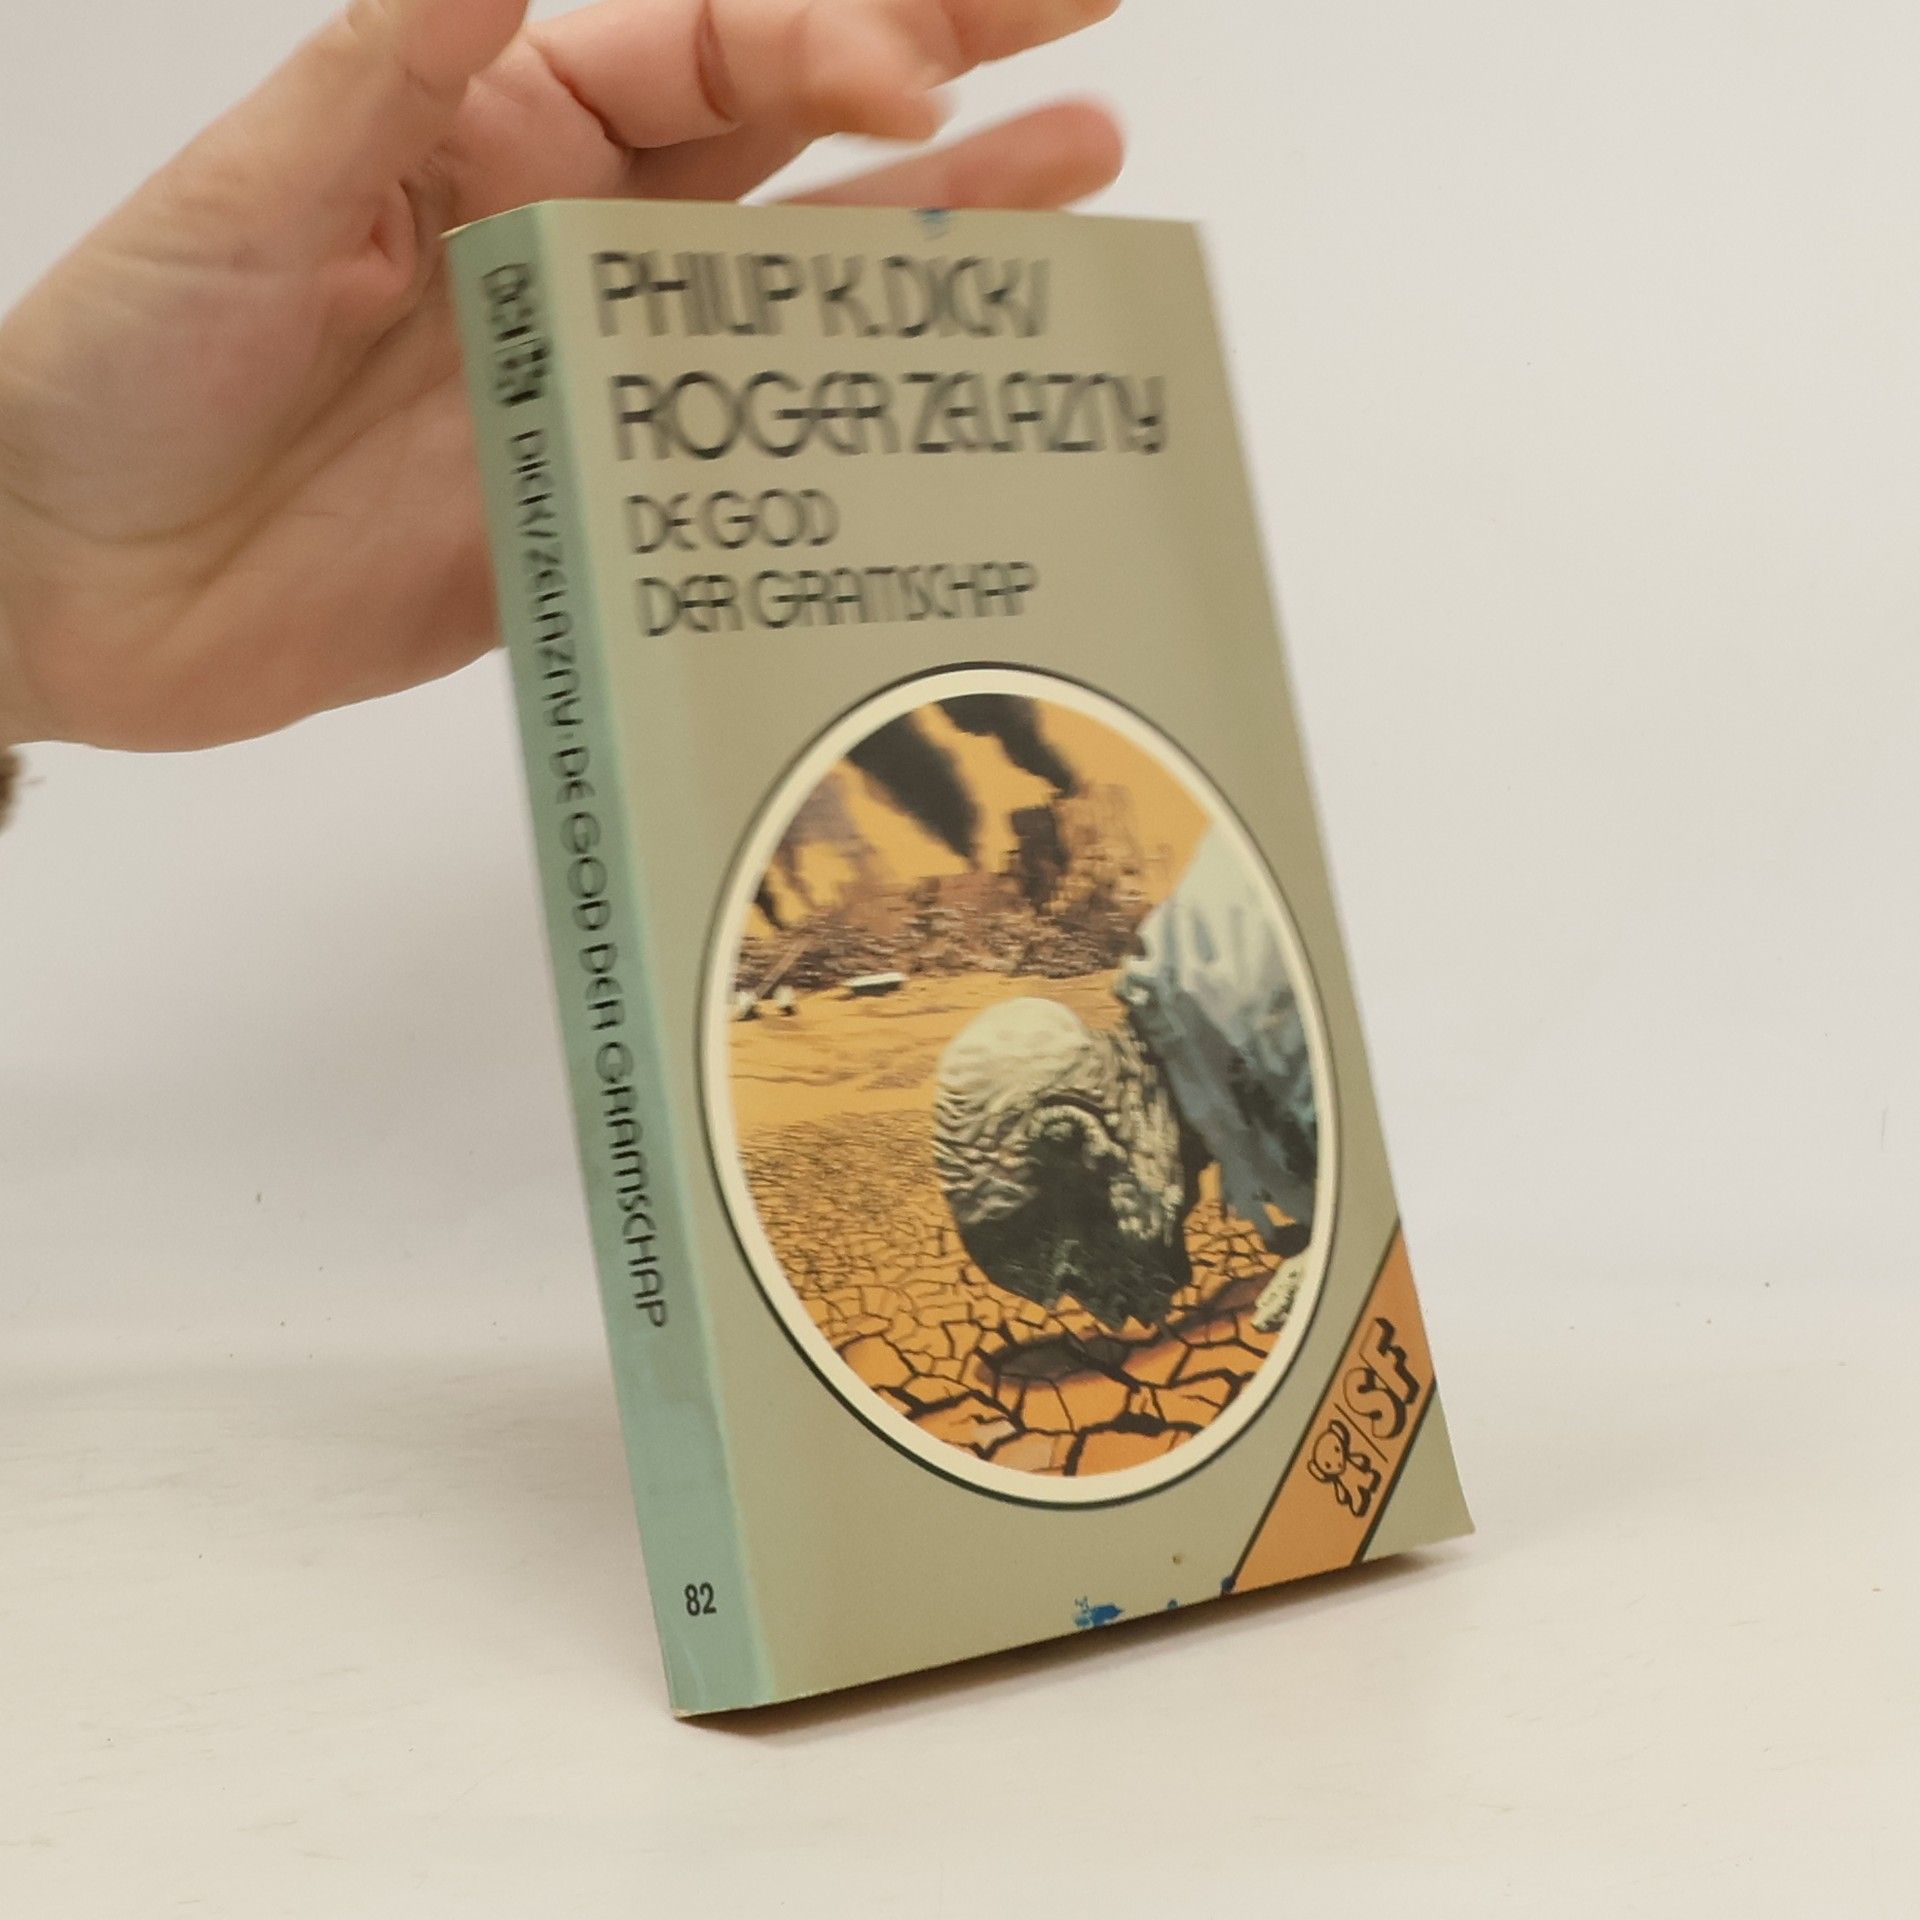 PHILIP K. DICK/
ROGER ZELAZNY
DE GOD
DER GRAMSCHAP
DICK/ZELAZNY · DE GOD DER GRAMSCHAP
82
SF